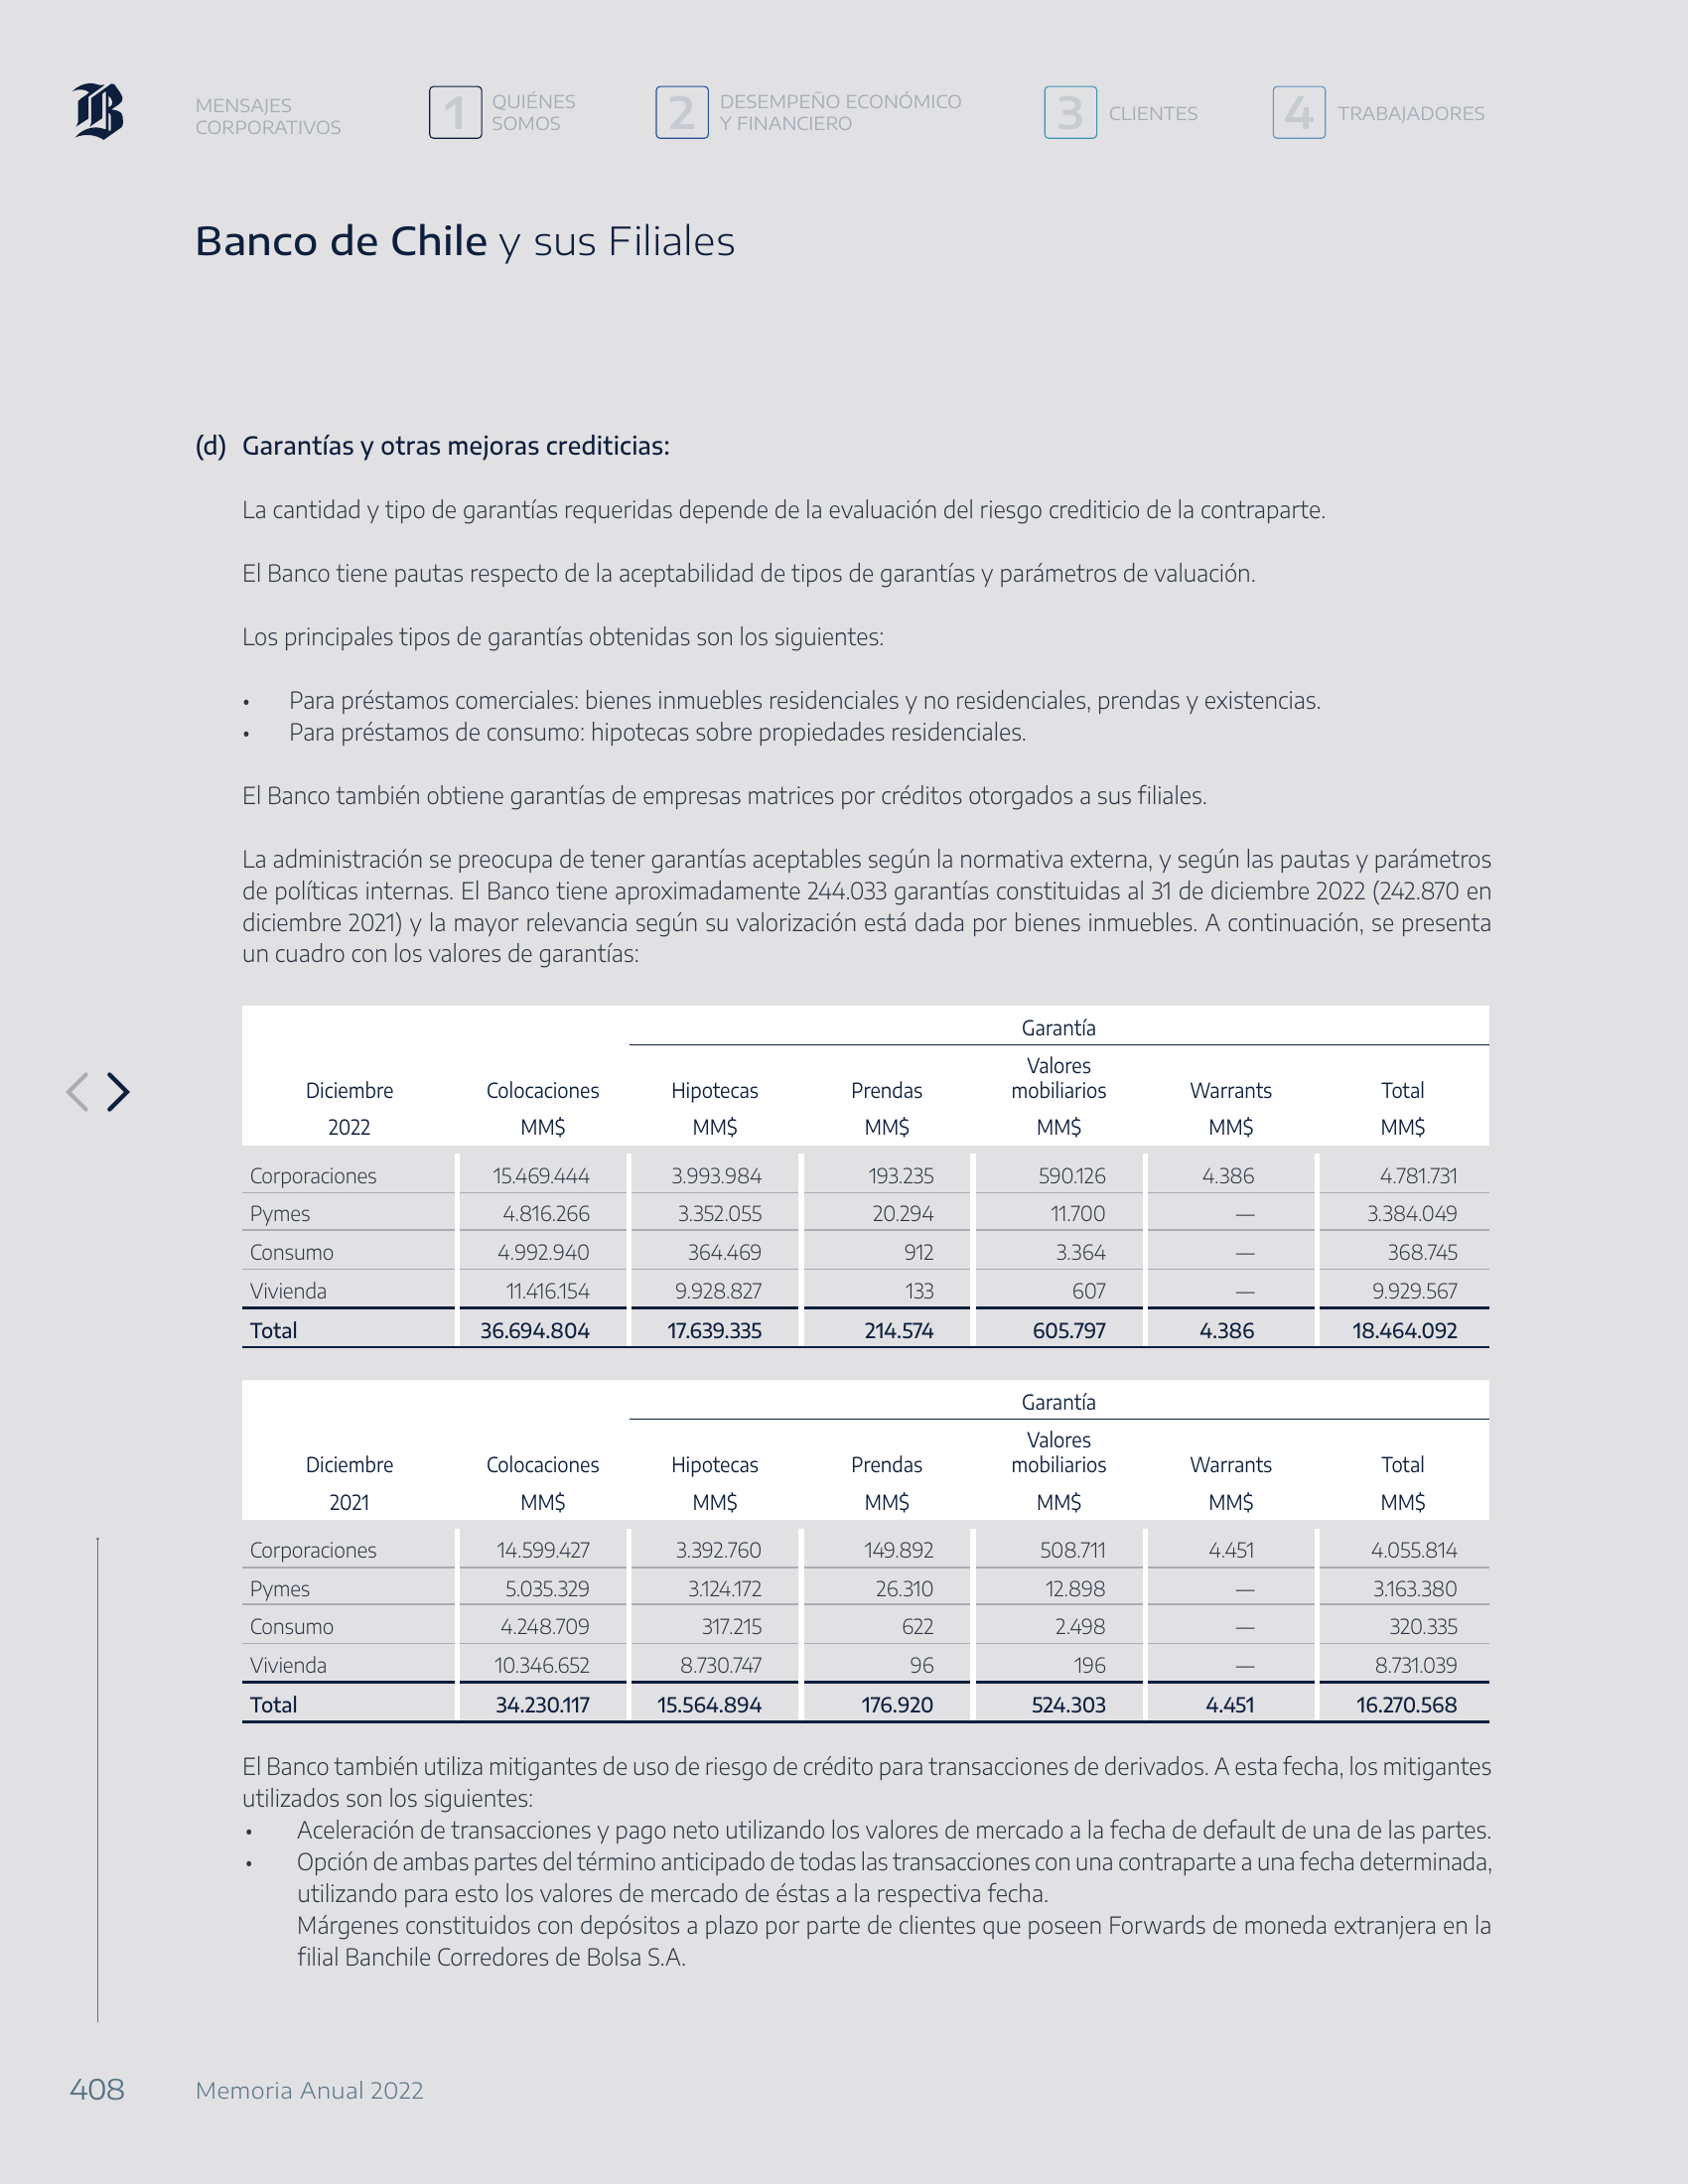 MENSAJES
CORPORATIVOS
1
QUIÉNES
SOMOS
2
DESEMPEÑO ECONÓMICO
Y FINANCIERO
3
CLIENTES
4
TRABAJADORES
Banco de Chile y sus Filiales
(d) Garantías y otras mejoras crediticias:
La cantidad y tipo de garantías requeridas depende de la evaluación del riesgo crediticio de la contraparte.
El Banco tiene pautas respecto de la aceptabilidad de tipos de garantías y parámetros de valuación.
Los principales tipos de garantías obtenidas son los siguientes:
• Para préstamos comerciales: bienes inmuebles residenciales y no residenciales, prendas y existencias.
• Para préstamos de consumo: hipotecas sobre propiedades residenciales.
El Banco también obtiene garantías de empresas matrices por créditos otorgados a sus filiales.
La administración se preocupa de tener garantías aceptables según la normativa externa, y según las pautas y parámetros
de políticas internas. El Banco tiene aproximadamente 244.033 garantías constituidas al 31 de diciembre 2022 (242.870 en
diciembre 2021) y la mayor relevancia según su valorización está dada por bienes inmuebles. A continuación, se presenta
un cuadro con los valores de garantías:
Garantía
Valores
Diciembre Colocaciones Hipotecas Prendas mobiliarios Warrants Total
2022 MM$ MM$ MM$ MM$ MM$ MM$
Corporaciones 15.469.444 3.993.984 193.235 590.126 4.386 4.781.731
Pymes 4.816.266 3.352.055 20.294 11.700 — 3.384.049
Consumo 4.992.940 364.469 912 3.364 — 368.745
Vivienda 11.416.154 9.928.827 133 607 — 9.929.567
Total 36.694.804 17.639.335 214.574 605.797 4.386 18.464.092
Garantía
Valores
Diciembre Colocaciones Hipotecas Prendas mobiliarios Warrants Total
2021 MM$ MM$ MM$ MM$ MM$ MM$
Corporaciones 14.599.427 3.392.760 149.892 508.711 4.451 4.055.814
Pymes 5.035.329 3.124.172 26.310 12.898 — 3.163.380
Consumo 4.248.709 317.215 622 2.498 — 320.335
Vivienda 10.346.652 8.730.747 96 196 — 8.731.039
Total 34.230.117 15.564.894 176.920 524.303 4.451 16.270.568
El Banco también utiliza mitigantes de uso de riesgo de crédito para transacciones de derivados. A esta fecha, los mitigantes
utilizados son los siguientes:
• Aceleración de transacciones y pago neto utilizando los valores de mercado a la fecha de default de una de las partes.
• Opción de ambas partes del término anticipado de todas las transacciones con una contraparte a una fecha determinada,
utilizando para esto los valores de mercado de éstas a la respectiva fecha.
Márgenes constituidos con depósitos a plazo por parte de clientes que poseen Forwards de moneda extranjera en la
filial Banchile Corredores de Bolsa S.A.
408 Memoria Anual 2022